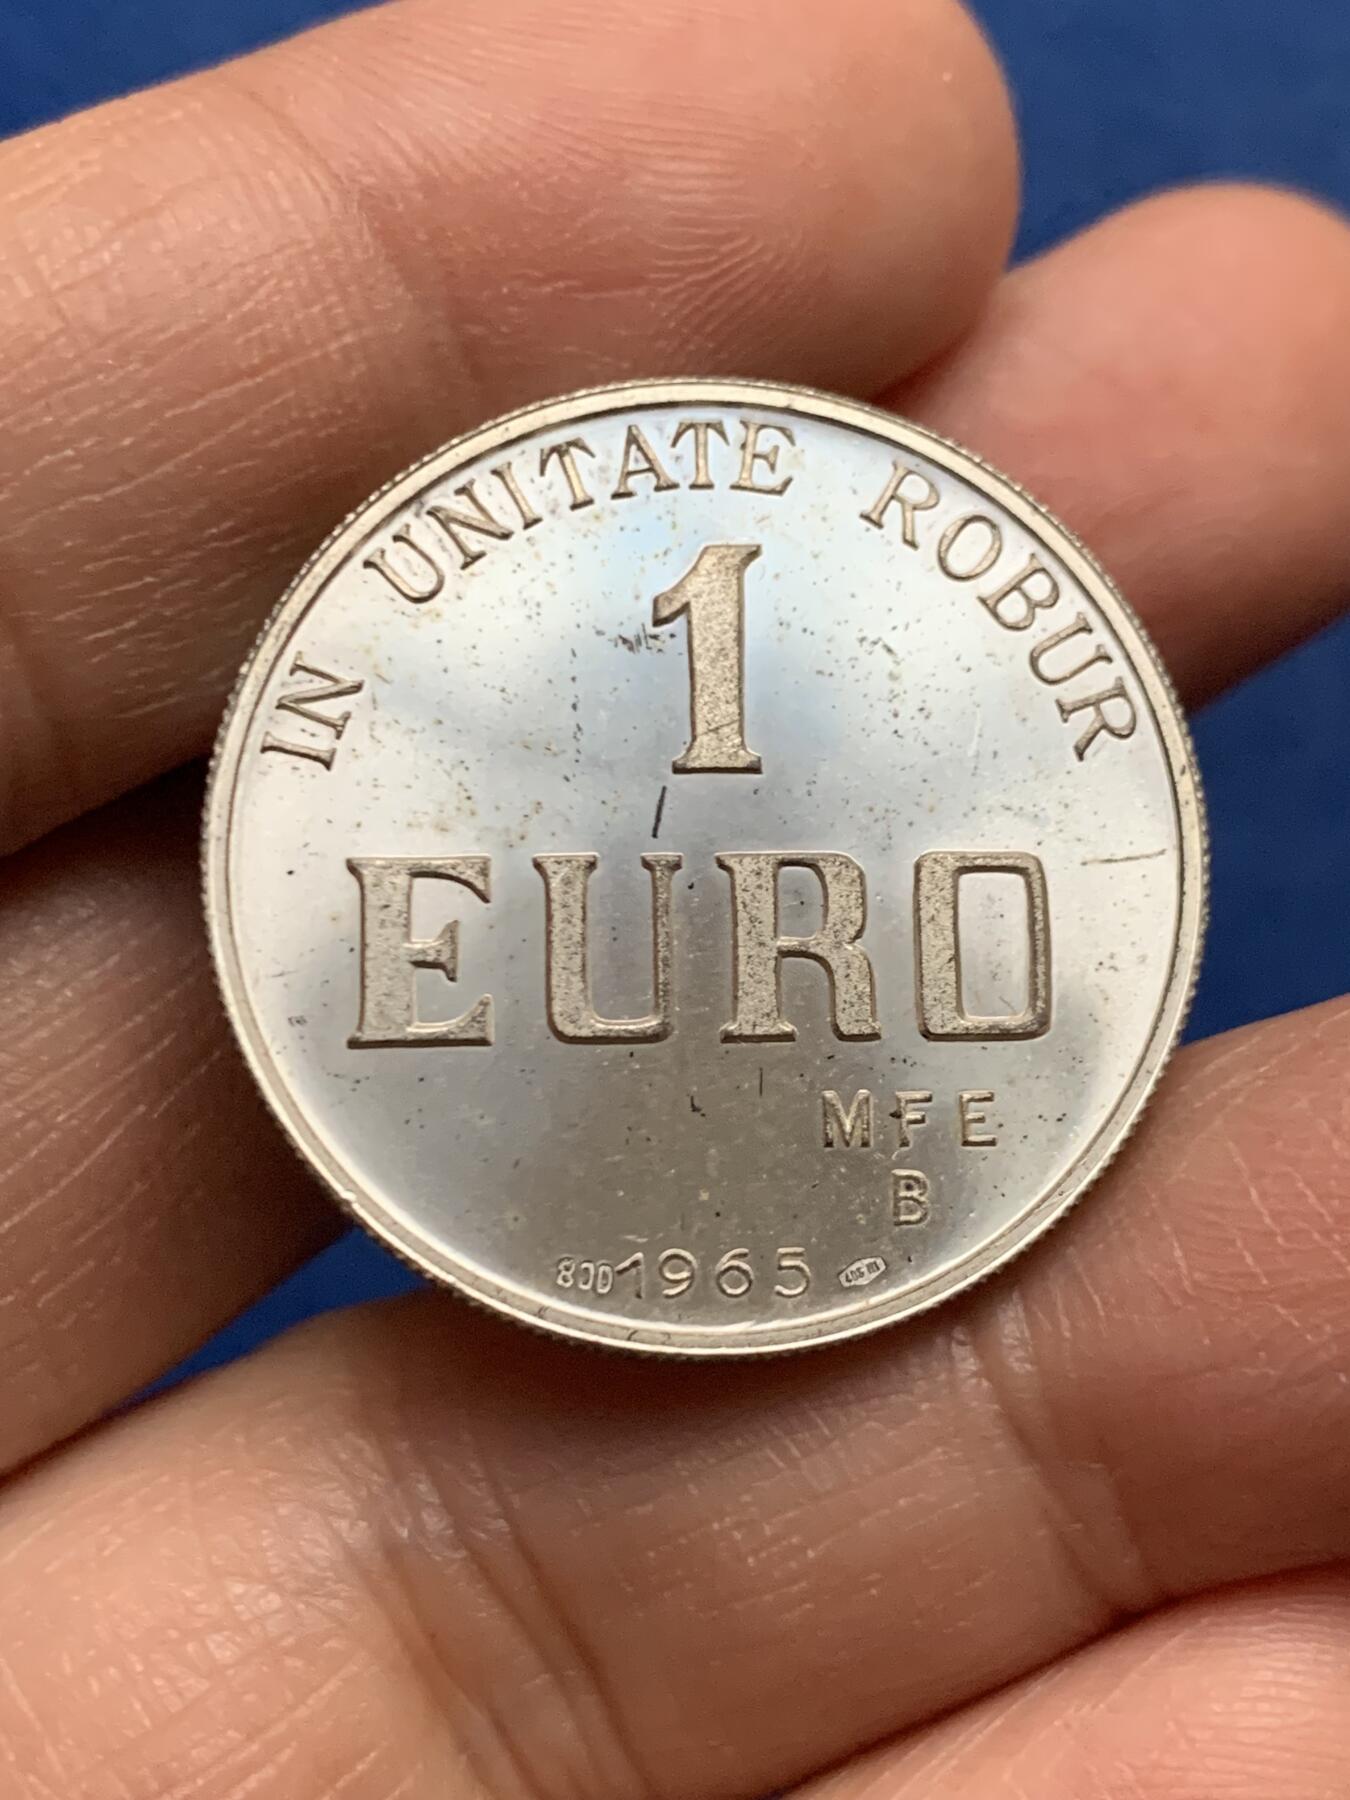 IN UNITATE ROBUR
1
EURO
MFE
B
800 1965